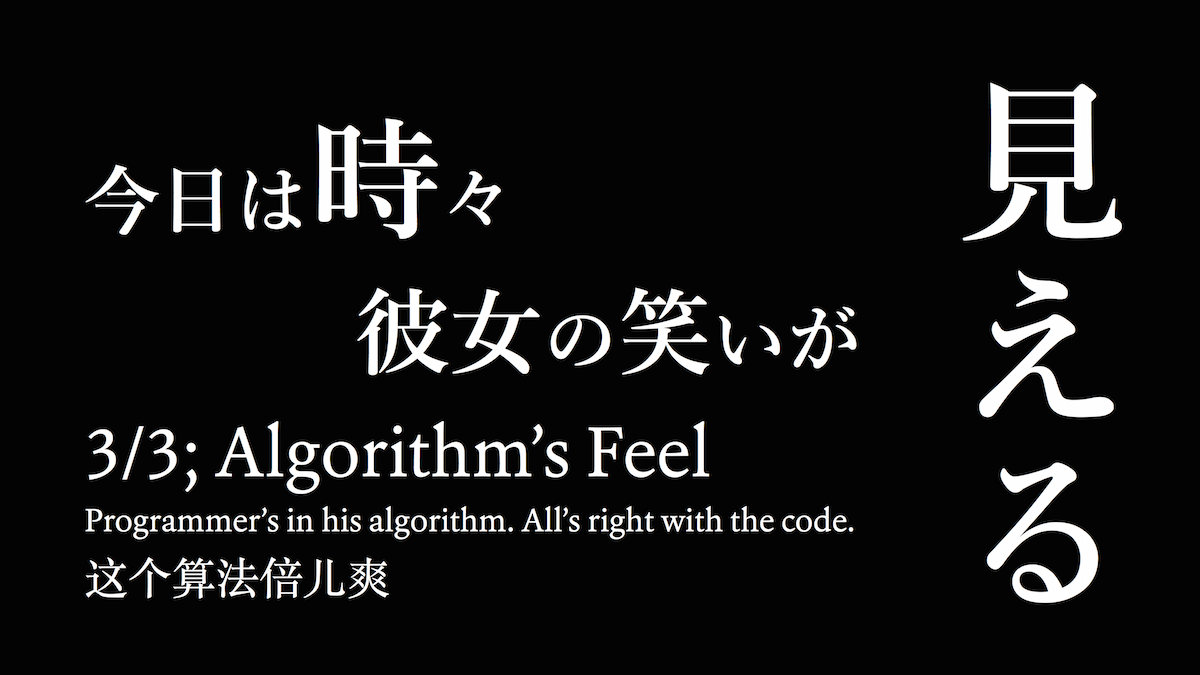 今日は時々
彼女の笑いが
見える
3/3; Algorithm’s Feel
Programmer’s in his algorithm. All’s right with the code.
这个算法倍儿爽